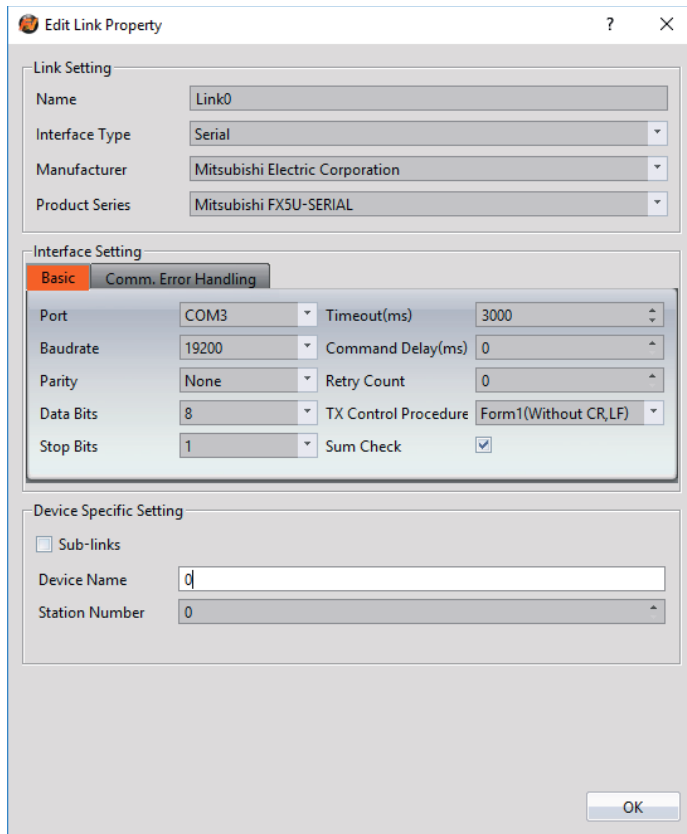 Edit Link Property ? ×
Link Setting
Name Link0
Interface Type Serial
Manufacturer Mitsubishi Electric Corporation
Product Series Mitsubishi FX5U-SERIAL
Interface Setting
Basic Comm. Error Handling
Port COM3 Timeout(ms) 3000
Baudrate 19200 Command Delay(ms) 0
Parity None Retry Count 0
Data Bits 8 TX Control Procedure Form1(Without CR,LF)
Stop Bits 1 Sum Check
Device Specific Setting
Sub-links
Device Name 0
Station Number 0
OK